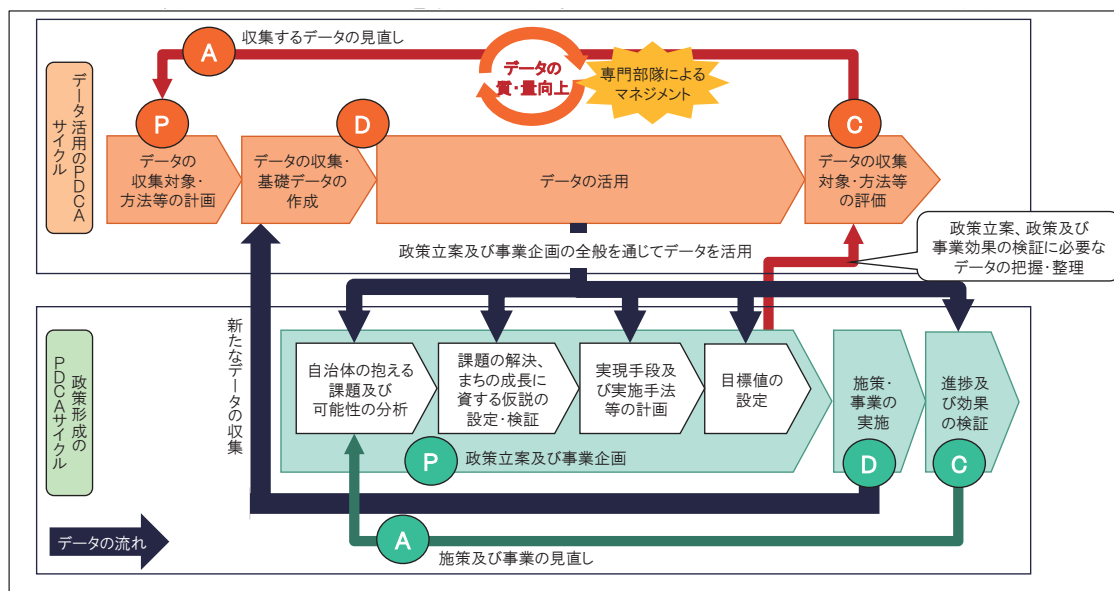 A
収集するデータの見直し
データの
質・量向上
専門部隊による
マネジメント
データ活用のPDCA
サイクル
P
D
C
データの
収集対象・
方法等の計画
データの収集・
基礎データの
作成
データの活用
データの収集
対象・方法等
の評価
政策立案及び事業企画の全般を通じてデータを活用
政策立案、政策及び
事業効果の検証に必要な
データの把握・整理
政策形成の
PDCAサイクル
新たなデータの収集
自治体の抱える
課題及び
可能性の分析
課題の解決、
まちの成長に
資する仮説の
設定・検証
実現手段及
び実施手法
等の計画
目標値の
設定
施策・
事業の
実施
進捗及
び効果
の検証
P
政策立案及び事業企画
D
C
データの流れ
A
施策及び事業の見直し